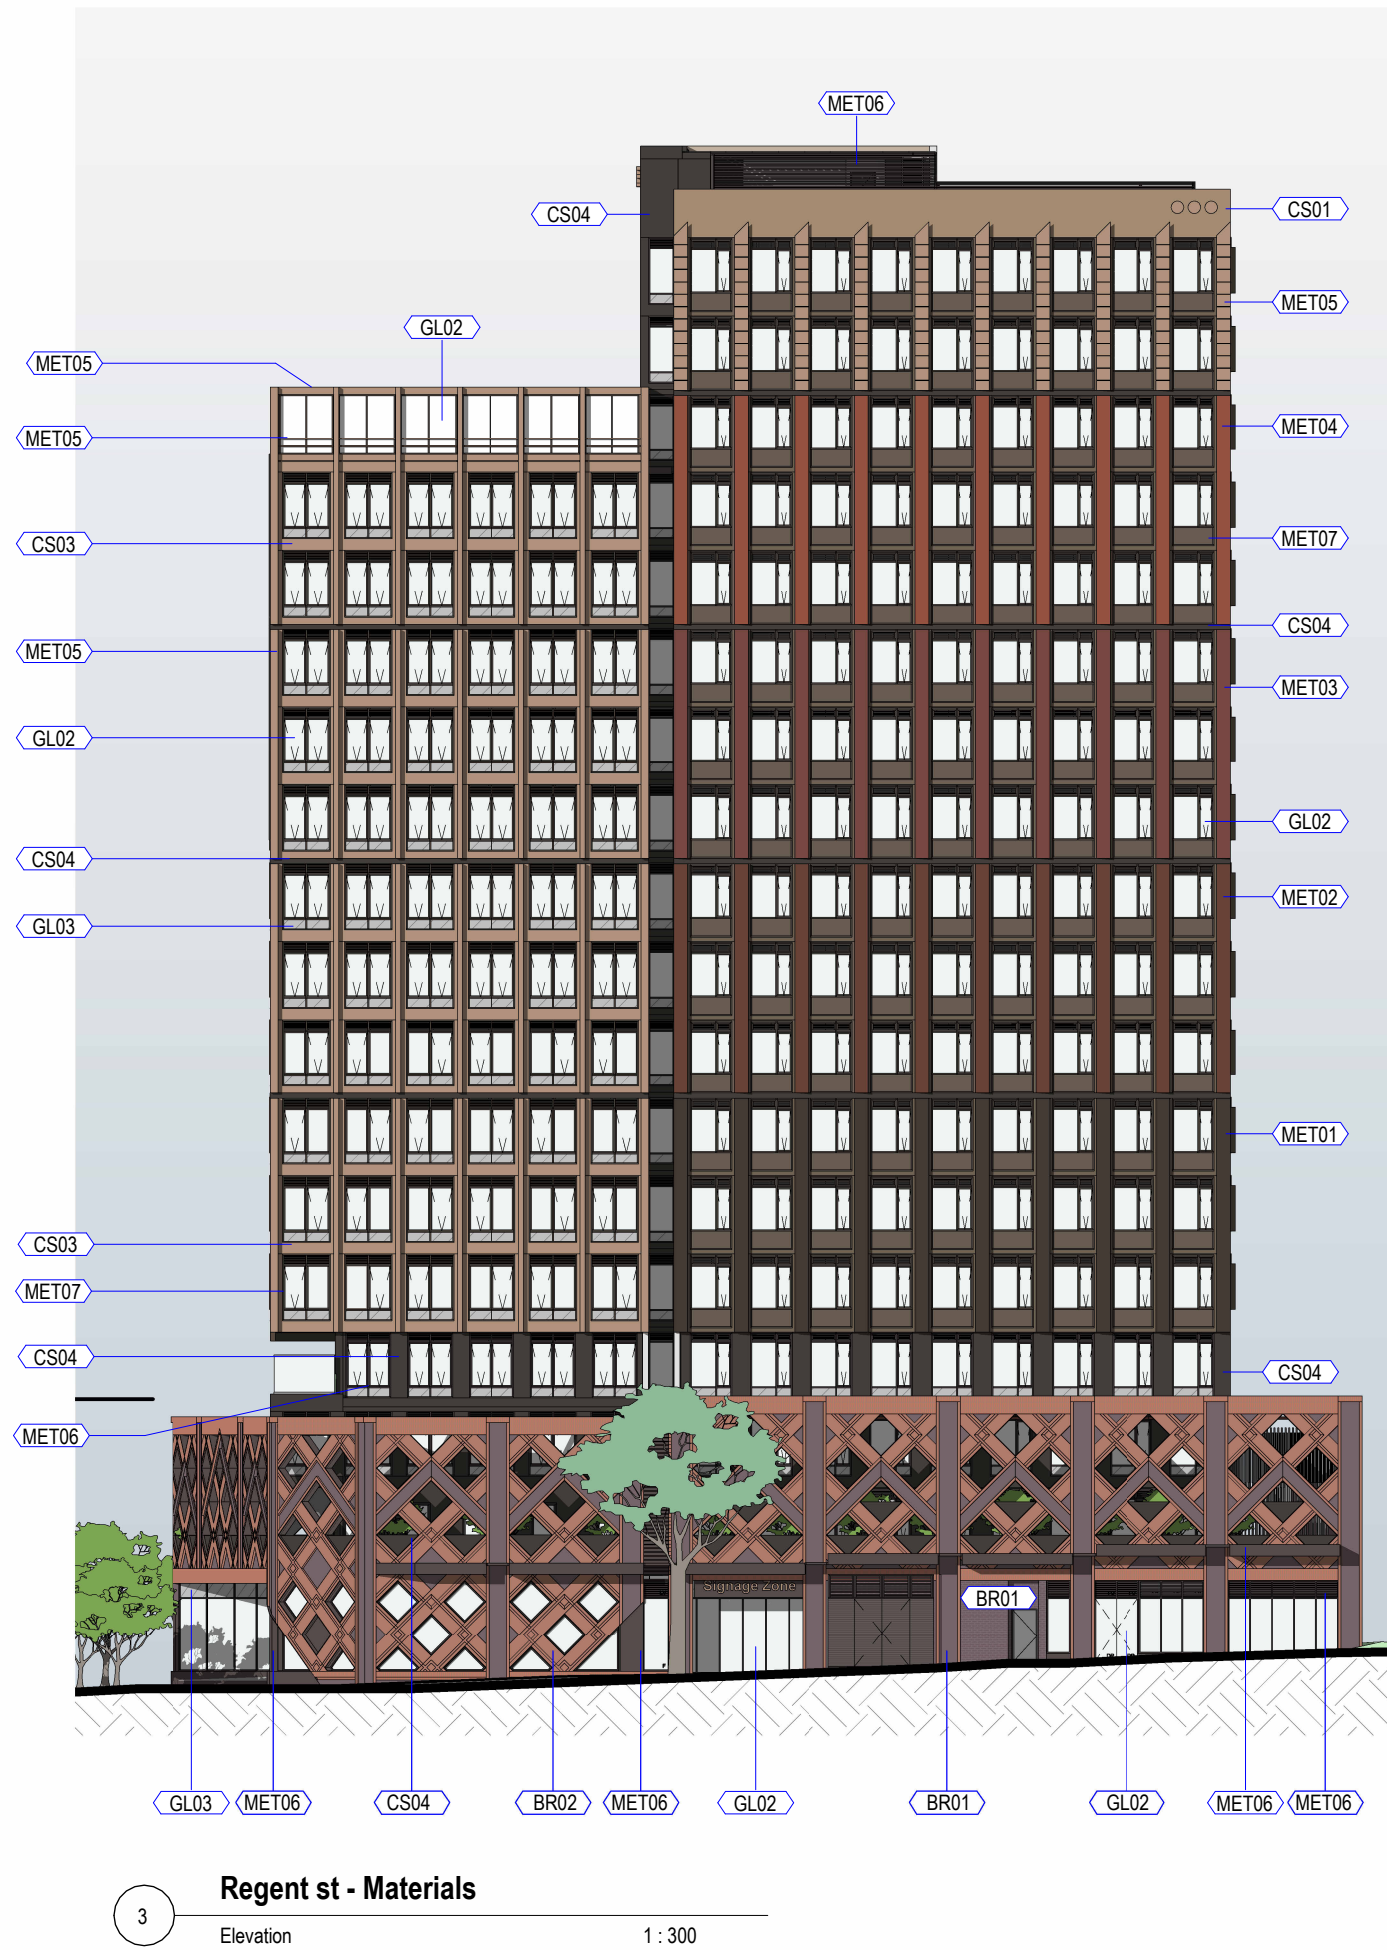 MET06
CS04
CS01
MET05
GL02
MET05
MET05
MET04
CS03
MET07
CS04
MET05
MET03
GL02
GL02
CS04
MET02
GL03
MET01
CS03
MET07
CS04
CS04
MET06
Signage Zone
BR01
GL03
MET06
CS04
BR02
MET06
GL02
BR01
GL02
MET06
MET06
Regent st - Materials
3
Elevation
1 : 300